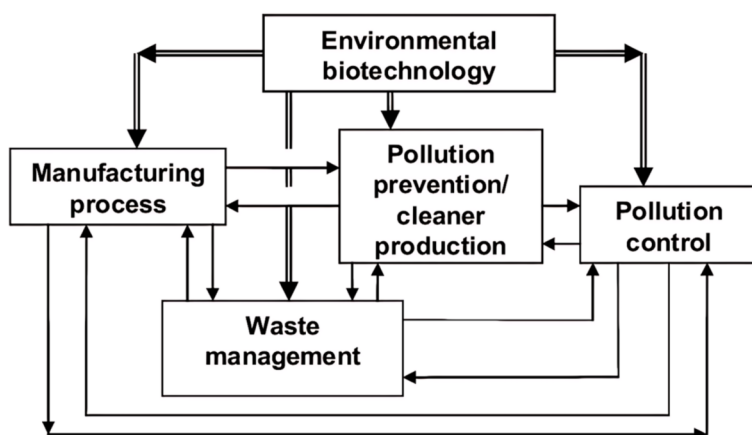 Environmental
biotechnology
Manufacturing
process
Pollution
prevention/
cleaner
production
Pollution
control
Waste
management